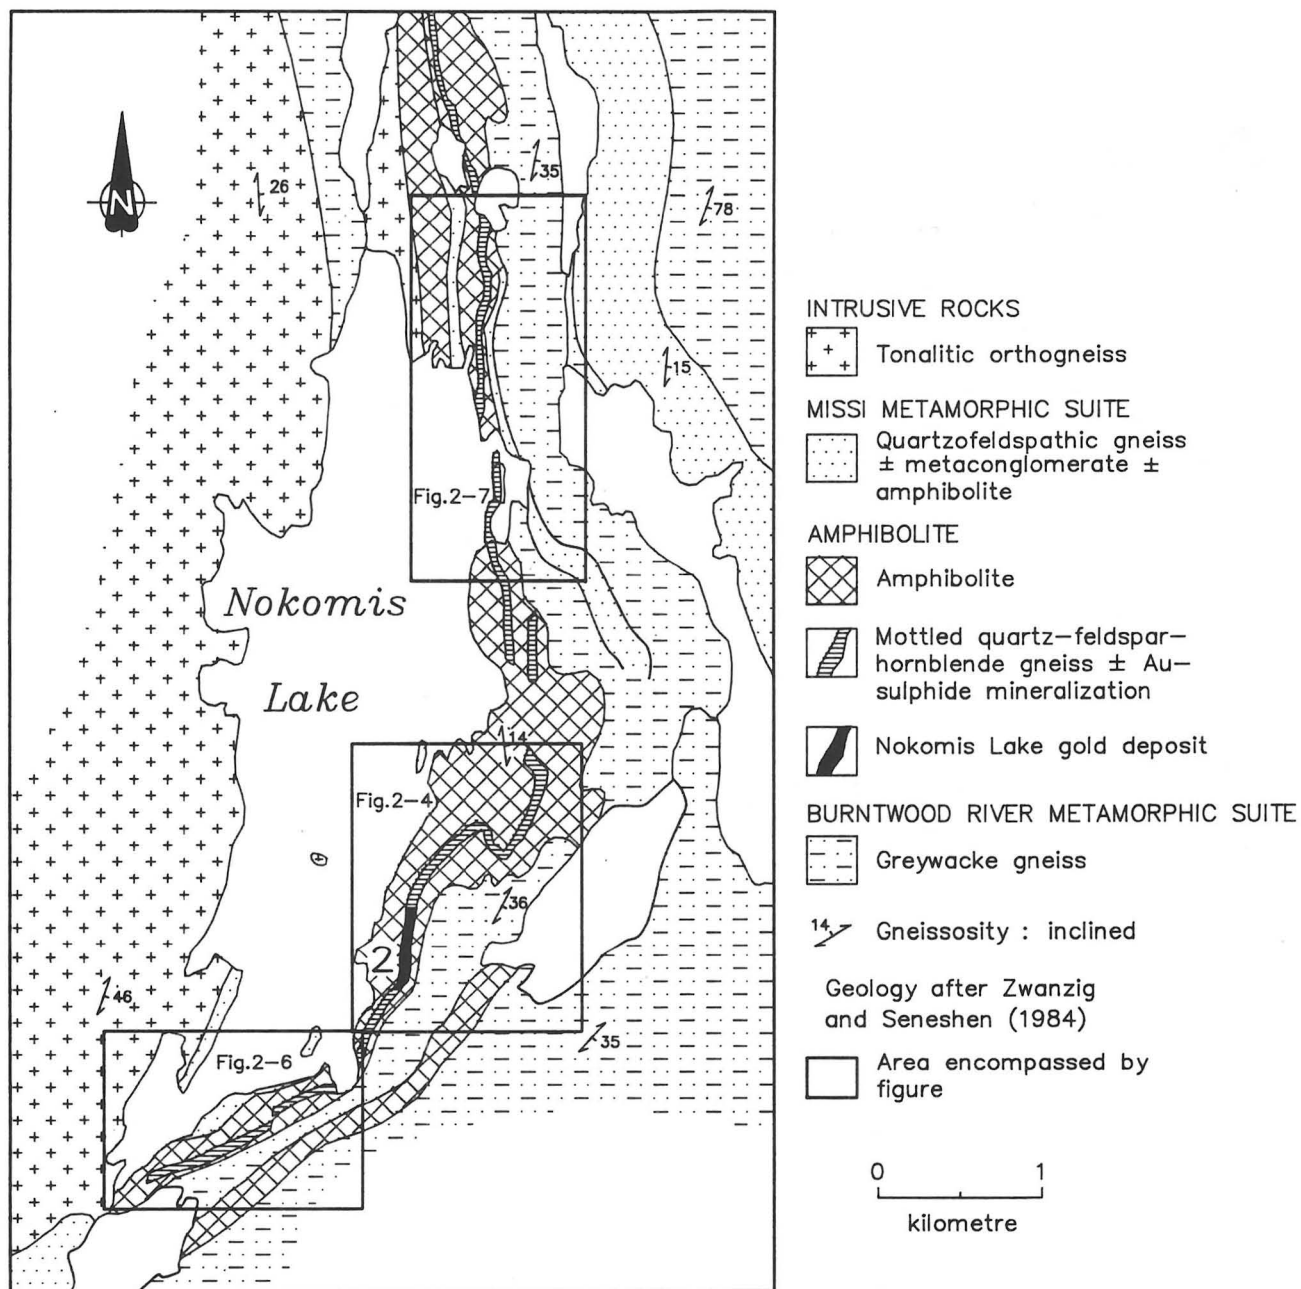 N
26
35
78
15
Fig.2-7
Nokomis
Lake
14
Fig.2-4
36
2
46
35
Fig.2-6
INTRUSIVE ROCKS
Tonalitic orthogneiss
MISSI METAMORPHIC SUITE
Quartzofeldspathic gneiss
± metaconglomerate ±
amphibolite
AMPHIBOLITE
Amphibolite
Mottled quartz-feldspar-
hornblende gneiss ± Au-
sulphide mineralization
Nokomis Lake gold deposit
BURNTWOOD RIVER METAMORPHIC SUITE
Greywacke gneiss
14 Gneissosity : inclined
Geology after Zwanzig
and Seneshen (1984)
Area encompassed by
figure
0 1
kilometre